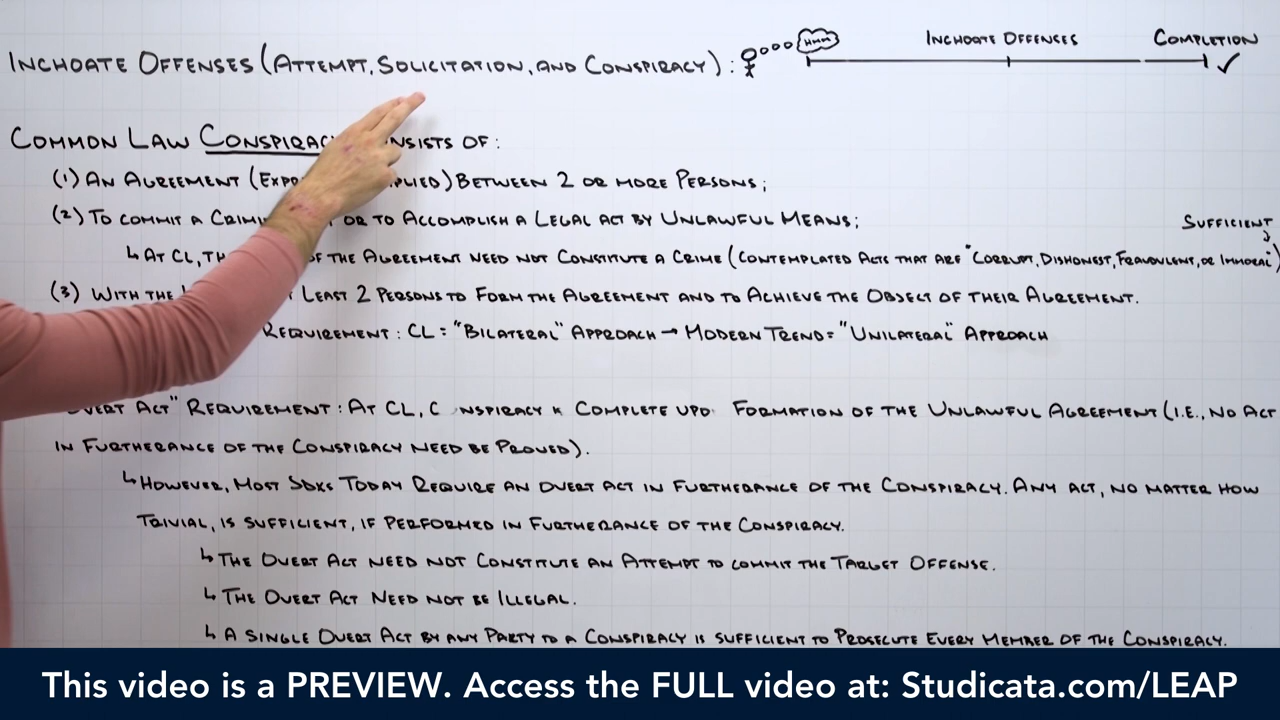 INCHOATE OFFENSES (ATTEMPT, SOLICITATION, AND CONSPIRACY) :
HMM
INCHOATE OFFENSES
COMPLETION
COMMON LAW CONSPIRAC NSISTS OF :
(1) AN AGREEMENT (EXP PLIED) BETWEEN 2 OR MORE PERSONS;
(2) TO COMMIT A CRIMI OR TO ACCOMPLISH A LEGAL ACT BY UNLAWFUL MEANS;
SUFFICIENT
↳ AT CL, TH OF THE AGREEMENT NEED NOT CONSTITUTE A CRIME (CONTEMPLATED ACTS THAT ARE "CORRUPT, DISHONEST, FRAUDULENT, OR IMMORAL")
(3) WITH THE LEAST 2 PERSONS TO FORM THE AGREEMENT AND TO ACHIEVE THE OBJECT OF THEIR AGREEMENT.
REQUIREMENT : CL = "BILATERAL" APPROACH → MODERN TREND = "UNILATERAL" APPROACH
OVERT ACT" REQUIREMENT : AT CL, C NSPIRACY IS COMPLETE UPO FORMATION OF THE UNLAWFUL AGREEMENT (I.E., NO ACT
IN FURTHERANCE OF THE CONSPIRACY NEED BE PROVED).
↳ HOWEVER, MOST JDXS TODAY REQUIRE AN OVERT ACT IN FURTHERANCE OF THE CONSPIRACY. ANY ACT, NO MATTER HOW
TRIVIAL, IS SUFFICIENT, IF PERFORMED IN FURTHERANCE OF THE CONSPIRACY.
↳ THE OVERT ACT NEED NOT CONSTITUTE AN ATTEMPT TO COMMIT THE TARGET OFFENSE.
↳ THE OVERT ACT NEED NOT BE ILLEGAL.
↳ A SINGLE OVERT ACT BY ANY PARTY TO A CONSPIRACY IS SUFFICIENT TO PROSECUTE EVERY MEMBER OF THE CONSPIRACY.
This video is a PREVIEW. Access the FULL video at: Studicata.com/LEAP